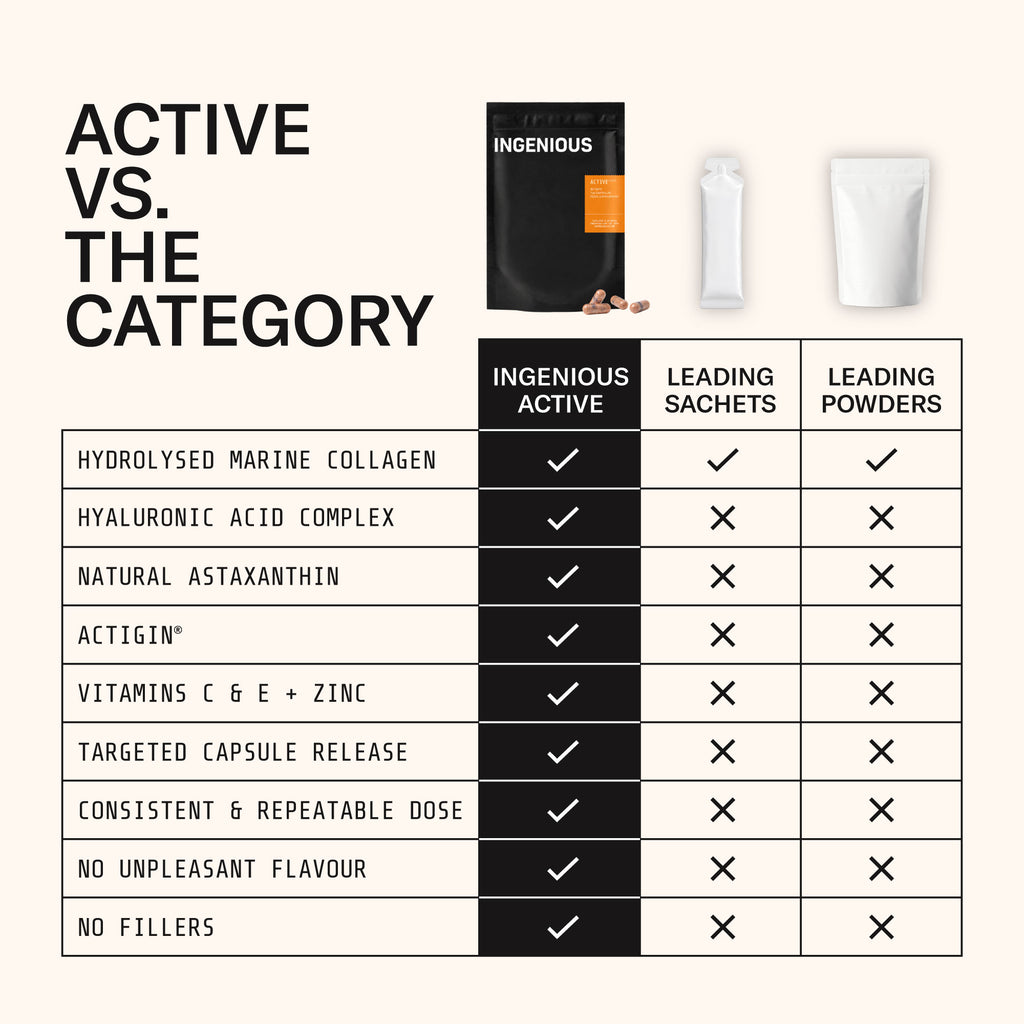 ACTIVE
VS.
THE
CATEGORY
INGENIOUS
ACTIVE
INGENIOUS
ACTIVE
LEADING
SACHETS
LEADING
POWDERS
HYDROLYSED MARINE COLLAGEN
HYALURONIC ACID COMPLEX
NATURAL ASTAXANTHIN
ACTIGIN®
VITAMINS C & E + ZINC
TARGETED CAPSULE RELEASE
CONSISTENT & REPEATABLE DOSE
NO UNPLEASANT FLAVOUR
NO FILLERS